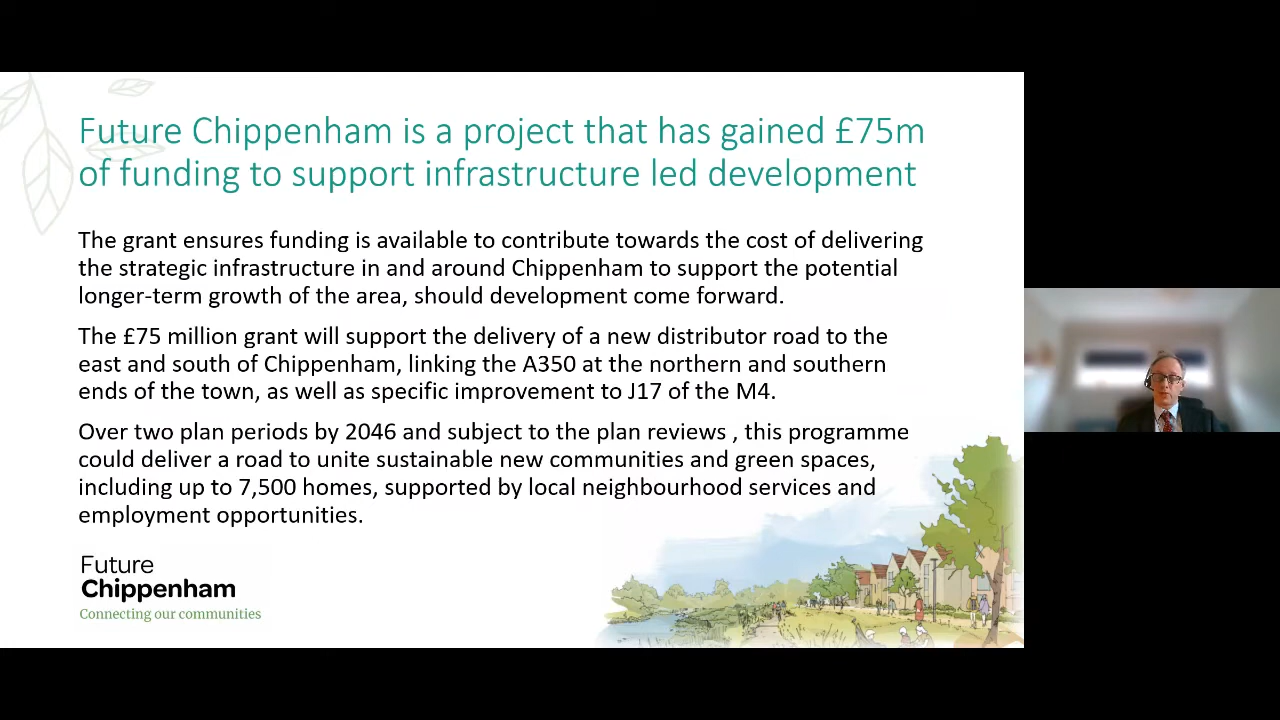 Future Chippenham is a project that has gained £75m
of funding to support infrastructure led development
The grant ensures funding is available to contribute towards the cost of delivering
the strategic infrastructure in and around Chippenham to support the potential
longer-term growth of the area, should development come forward.
The £75 million grant will support the delivery of a new distributor road to the
east and south of Chippenham, linking the A350 at the northern and southern
ends of the town, as well as specific improvement to J17 of the M4.
Over two plan periods by 2046 and subject to the plan reviews , this programme
could deliver a road to unite sustainable new communities and green spaces,
including up to 7,500 homes, supported by local neighbourhood services and
employment opportunities.
Future
Chippenham
Connecting our communities